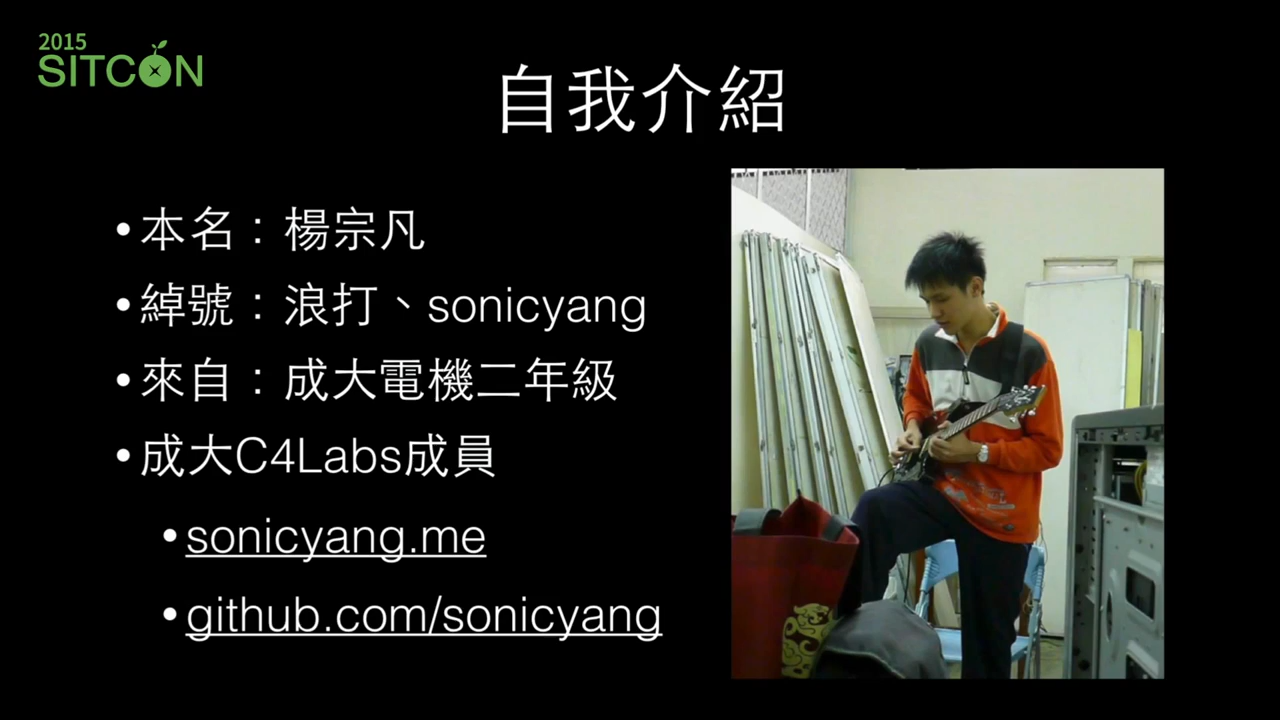 2015
SITCON
自我介紹
•本名：楊宗凡
•綽號：浪打、sonicyang
•來自：成大電機二年級
•成大C4Labs成員
•sonicyang.me
•github.com/sonicyang